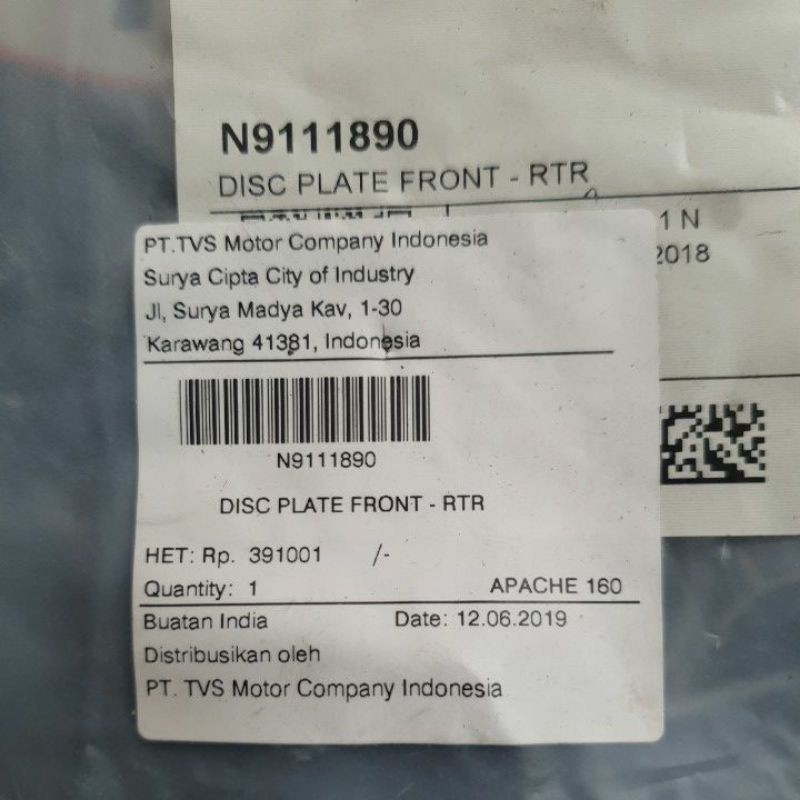 N9111890
DISC PLATE FRONT - RTR
1 N
2018
PT.TVS Motor Company Indonesia
Surya Cipta City of Industry
Jl, Surya Madya Kav, 1-30
Karawang 41381, Indonesia
N9111890
DISC PLATE FRONT - RTR
HET: Rp. 391001 /-
Quantity: 1 APACHE 160
Buatan India Date: 12.06.2019
Distribusikan oleh
PT. TVS Motor Company Indonesia